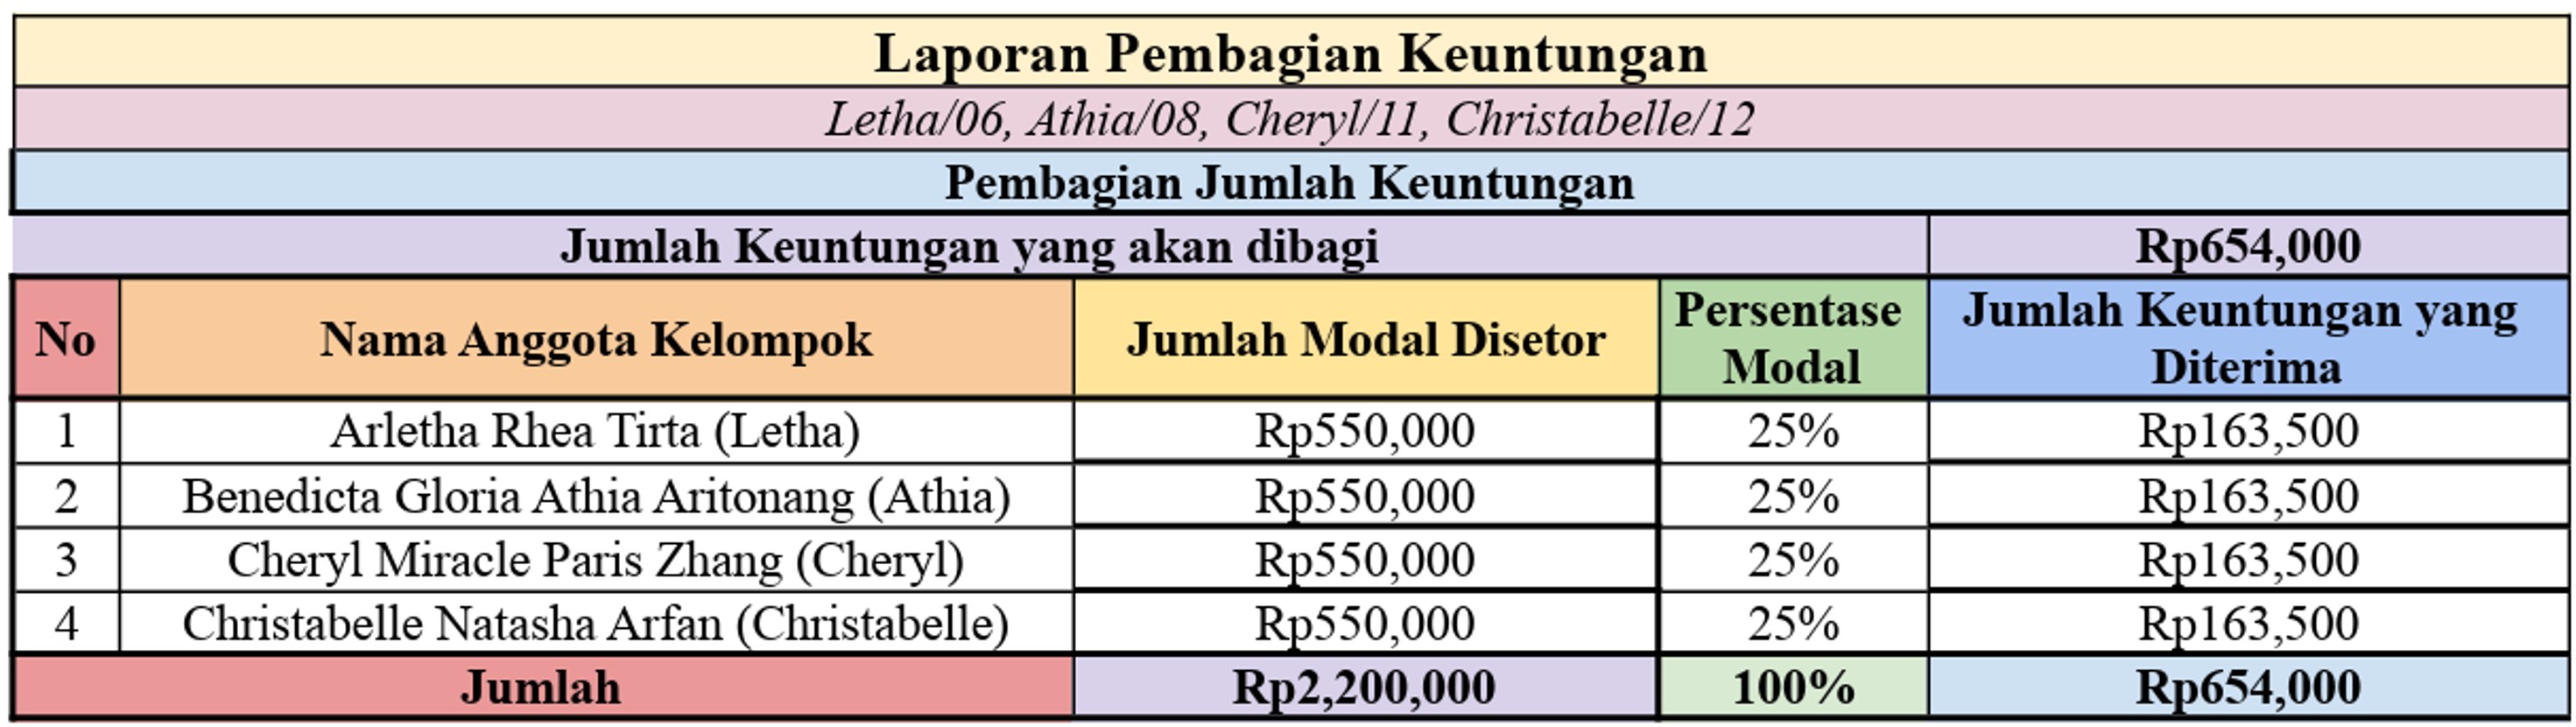 Laporan Pembagian Keuntungan
Letha/06, Athia/08, Cheryl/11, Christabelle/12
Pembagian Jumlah Keuntungan
Jumlah Keuntungan yang akan dibagi Rp654,000
No Nama Anggota Kelompok Jumlah Modal Disetor Persentase Modal Jumlah Keuntungan yang Diterima
1 Arletha Rhea Tirta (Letha) Rp550,000 25% Rp163,500
2 Benedicta Gloria Athia Aritonang (Athia) Rp550,000 25% Rp163,500
3 Cheryl Miracle Paris Zhang (Cheryl) Rp550,000 25% Rp163,500
4 Christabelle Natasha Arfan (Christabelle) Rp550,000 25% Rp163,500
Jumlah Rp2,200,000 100% Rp654,000